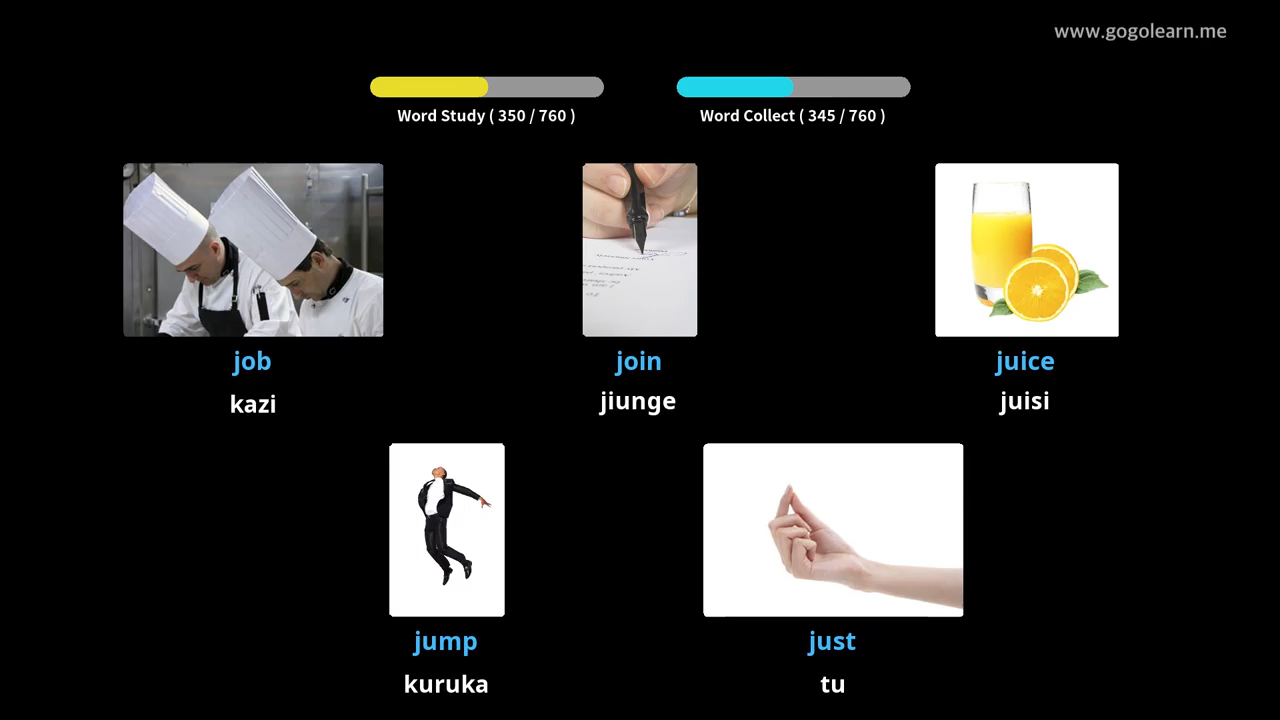 www.gogolearn.me
Word Study ( 350 / 760 )
Word Collect ( 345 / 760 )
job
kazi
join
jiunge
juice
juisi
jump
kuruka
just
tu